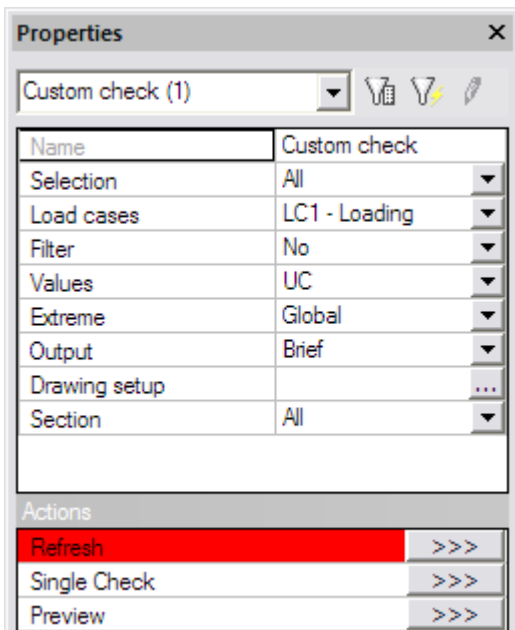 Properties
Custom check (1)
Name Custom check
Selection All
Load cases LC1 - Loading
Filter No
Values UC
Extreme Global
Output Brief
Drawing setup ...
Section All
Actions
Refresh >>>
Single Check >>>
Preview >>>